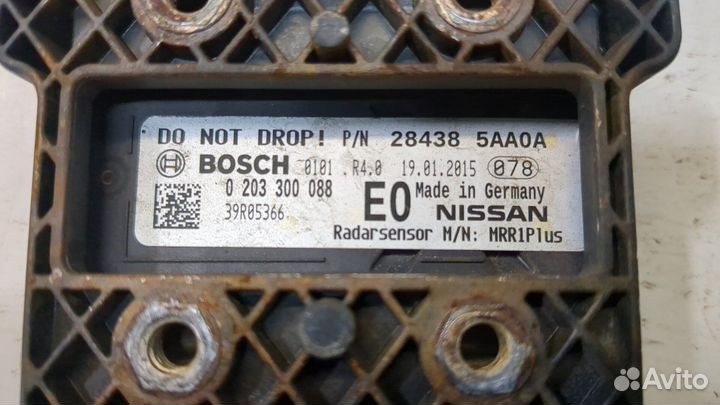 DO NOT DROP! P/N 28438 5AA0A
BOSCH 0101 .R4.0 19.01.2015 078
0 203 300 088 E0 Made in Germany
39R05366 NISSAN
Radarsensor M/N: MRR1Plus
Avito